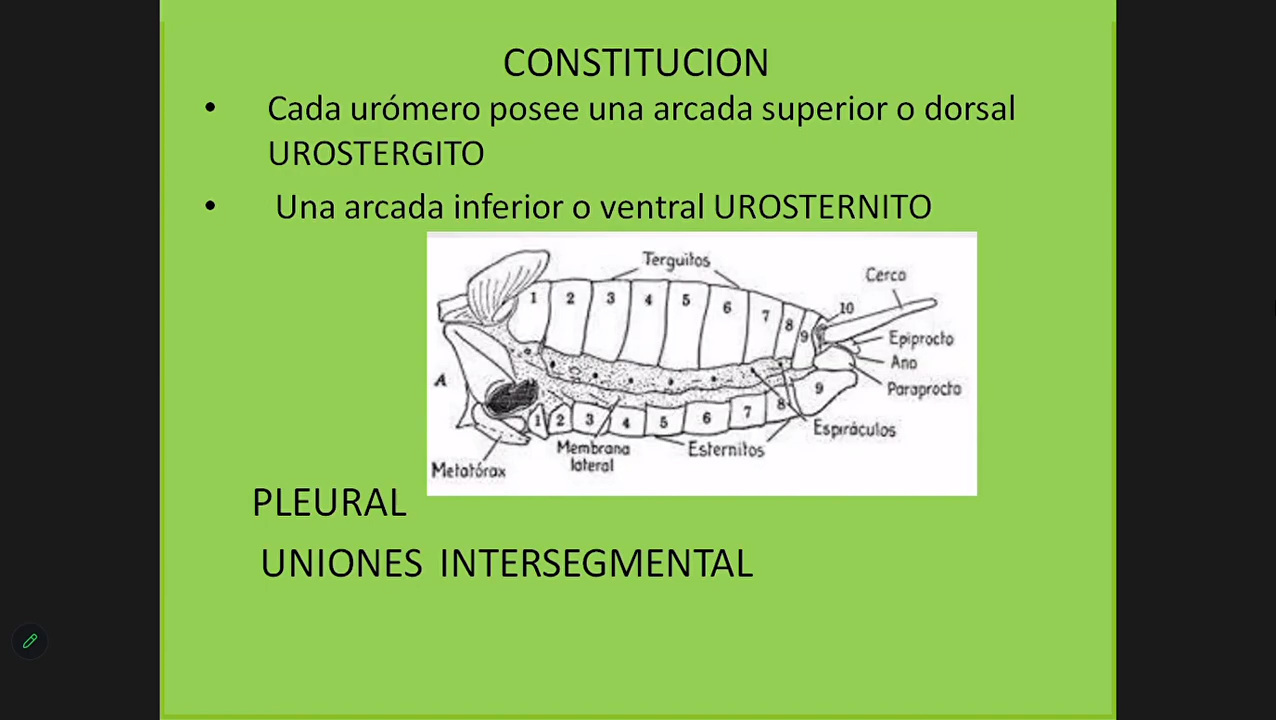 CONSTITUCION
• Cada urómero posee una arcada superior o dorsal
UROSTERGITO
• Una arcada inferior o ventral UROSTERNITO
Terguitos
Cerco
1 2 3 4 5 6 7 8 9 10
Epiprocto
Ano
A
Paraprocto
1 2 3 4 5 6 7 8 9
Espiráculos
Membrana
lateral
Esternitos
Metatórax
PLEURAL
UNIONES INTERSEGMENTAL